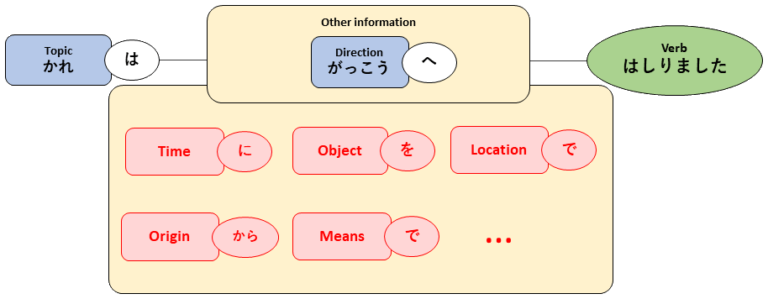 Other information
Topic
かれ
は
Direction
がっこう
へ
Verb
はしりました
Time
に
Object
を
Location
で
Origin
から
Means
で
...